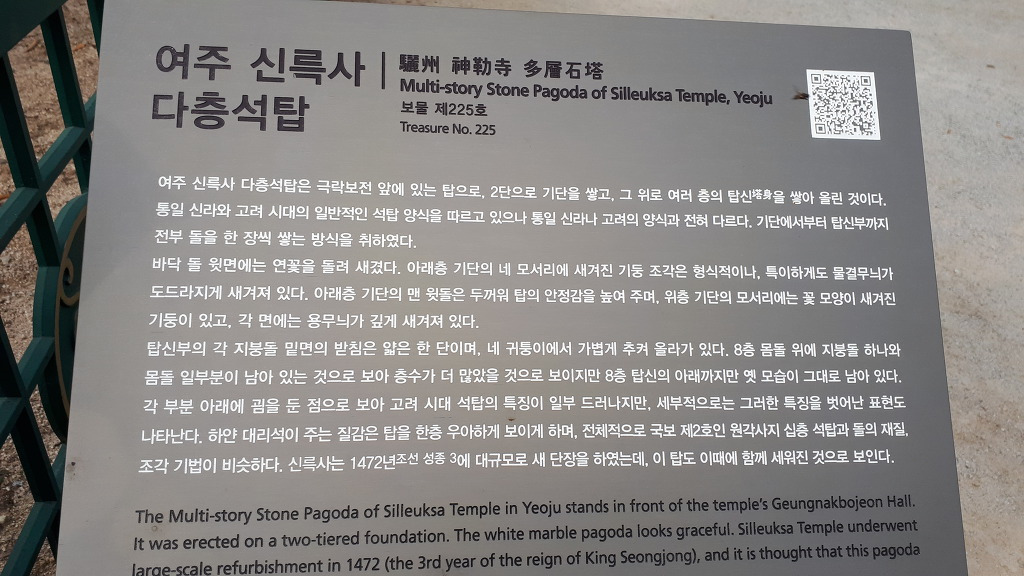 여주 신륵사
다층석탑
驪州 神勒寺 多層石塔
Multi-story Stone Pagoda of Silleuksa Temple, Yeoju
보물 제225호
Treasure No. 225
여주 신륵사 다층석탑은 극락보전 앞에 있는 탑으로, 2단으로 기단을 쌓고, 그 위로 여러 층의 탑신塔身을 쌓아 올린 것이다.
통일 신라와 고려 시대의 일반적인 석탑 양식을 따르고 있으나 통일 신라나 고려의 양식과 전혀 다르다. 기단에서부터 탑신부까지
전부 돌을 한 장씩 쌓는 방식을 취하였다.
바닥 돌 윗면에는 연꽃을 돌려 새겼다. 아래층 기단의 네 모서리에 새겨진 기둥 조각은 형식적이나, 특이하게도 물결무늬가
도드라지게 새겨져 있다. 아래층 기단의 맨 윗돌은 두꺼워 탑의 안정감을 높여 주며, 위층 기단의 모서리에는 꽃 모양이 새겨진
기둥이 있고, 각 면에는 용무늬가 깊게 새겨져 있다.
탑신부의 각 지붕돌 밑면의 받침은 얇은 한 단이며, 네 귀퉁이에서 가볍게 추켜 올라가 있다. 8층 몸돌 위에 지붕돌 하나와
몸돌 일부분이 남아 있는 것으로 보아 층수가 더 많았을 것으로 보이지만 8층 탑신의 아래까지만 옛 모습이 그대로 남아 있다.
각 부분 아래에 굄을 둔 점으로 보아 고려 시대 석탑의 특징이 일부 드러나지만, 세부적으로는 그러한 특징을 벗어난 표현도
나타난다. 하얀 대리석이 주는 질감은 탑을 한층 우아하게 보이게 하며, 전체적으로 국보 제2호인 원각사지 십층 석탑과 돌의 재질,
조각 기법이 비슷하다. 신륵사는 1472년조선 성종 3에 대규모로 새 단장을 하였는데, 이 탑도 이때에 함께 세워진 것으로 보인다.
The Multi-story Stone Pagoda of Silleuksa Temple in Yeoju stands in front of the temple's Geungnakbojeon Hall.
It was erected on a two-tiered foundation. The white marble pagoda looks graceful. Silleuksa Temple underwent
large-scale refurbishment in 1472 (the 3rd year of the reign of King Seongjong), and it is thought that this pagoda